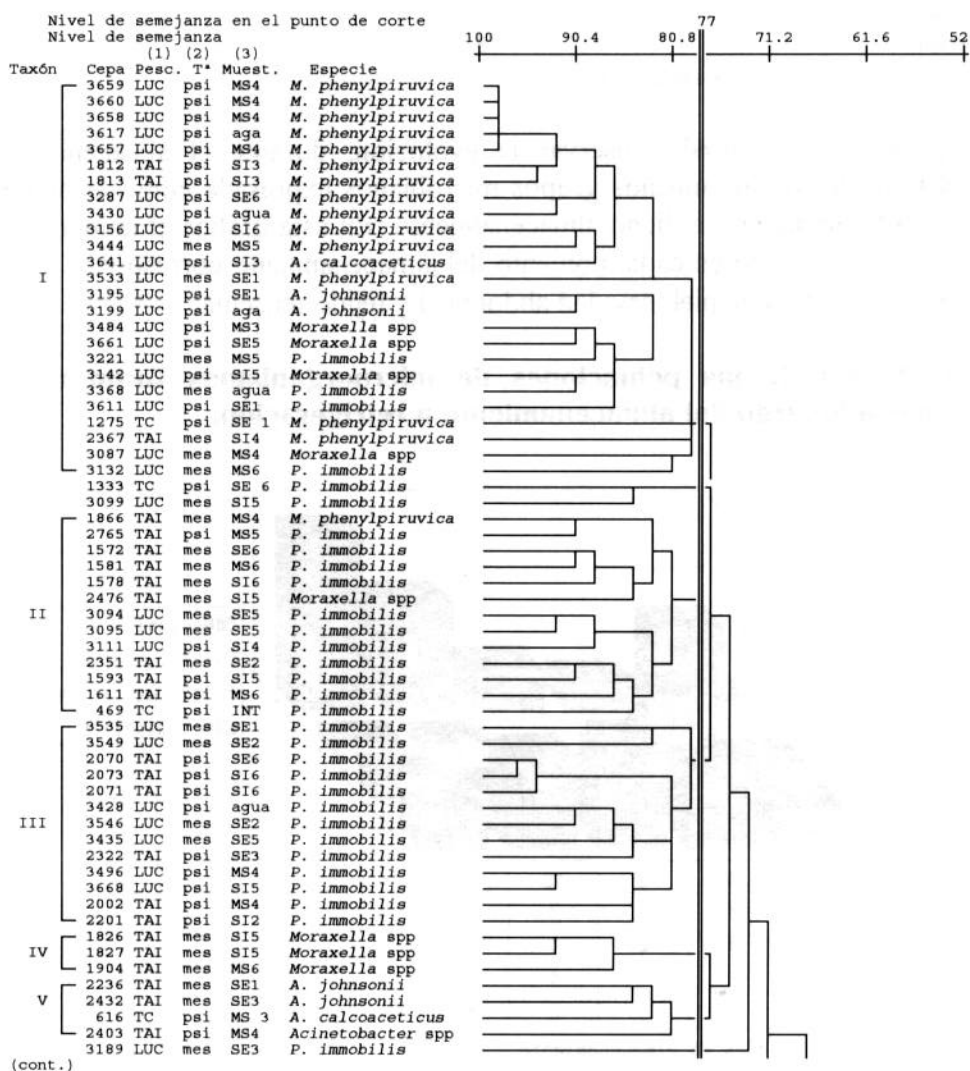 Nivel de semejanza en el punto de corte 77
Nivel de semejanza 100 90.4 80.8 71.2 61.6 52
(1) (2) (3)
Taxón Cepa Pesc. Tª Muest. Especie
3659 LUC psi MS4 M. phenylpiruvica
3660 LUC psi MS4 M. phenylpiruvica
3658 LUC psi MS4 M. phenylpiruvica
3617 LUC psi aga M. phenylpiruvica
3657 LUC psi MS4 M. phenylpiruvica
1812 TAI psi SI3 M. phenylpiruvica
1813 TAI psi SI3 M. phenylpiruvica
3287 LUC psi SE6 M. phenylpiruvica
3430 LUC psi agua M. phenylpiruvica
3156 LUC psi SI6 M. phenylpiruvica
3444 LUC mes MS5 M. phenylpiruvica
3641 LUC psi SI3 A. calcoaceticus
I 3533 LUC mes SE1 M. phenylpiruvica
3195 LUC psi SE1 A. johnsonii
3199 LUC psi aga A. johnsonii
3484 LUC psi MS3 Moraxella spp
3661 LUC psi SE5 Moraxella spp
3221 LUC mes MS5 P. immobilis
3142 LUC psi SI5 Moraxella spp
3368 LUC mes agua P. immobilis
3611 LUC psi SE1 P. immobilis
1275 TC psi SE 1 M. phenylpiruvica
2367 TAI mes SI4 M. phenylpiruvica
3087 LUC mes MS4 Moraxella spp
3132 LUC mes MS6 P. immobilis
1333 TC psi SE 6 P. immobilis
3099 LUC mes SI5 P. immobilis
1866 TAI mes MS4 M. phenylpiruvica
2765 TAI psi MS5 P. immobilis
1572 TAI mes SE6 P. immobilis
1581 TAI mes MS6 P. immobilis
1578 TAI mes SI6 P. immobilis
2476 TAI mes SI5 Moraxella spp
II 3094 LUC mes SE5 P. immobilis
3095 LUC mes SE5 P. immobilis
3111 LUC psi SI4 P. immobilis
2351 TAI mes SE2 P. immobilis
1593 TAI psi SI5 P. immobilis
1611 TAI psi MS6 P. immobilis
469 TC psi INT P. immobilis
3535 LUC mes SE1 P. immobilis
3549 LUC mes SE2 P. immobilis
2070 TAI psi SE6 P. immobilis
2073 TAI psi SI6 P. immobilis
2071 TAI psi SI6 P. immobilis
3428 LUC psi agua P. immobilis
III 3546 LUC mes SE2 P. immobilis
3435 LUC mes SE5 P. immobilis
2322 TAI psi SE3 P. immobilis
3496 LUC psi MS4 P. immobilis
3668 LUC psi SI5 P. immobilis
2002 TAI psi MS4 P. immobilis
2201 TAI psi SI2 P. immobilis
1826 TAI mes SI5 Moraxella spp
IV 1827 TAI mes SI5 Moraxella spp
1904 TAI mes MS6 Moraxella spp
2236 TAI mes SE1 A. johnsonii
V 2432 TAI mes SE3 A. johnsonii
616 TC psi MS 3 A. calcoaceticus
2403 TAI psi MS4 Acinetobacter spp
3189 LUC mes SE3 P. immobilis
(cont.)